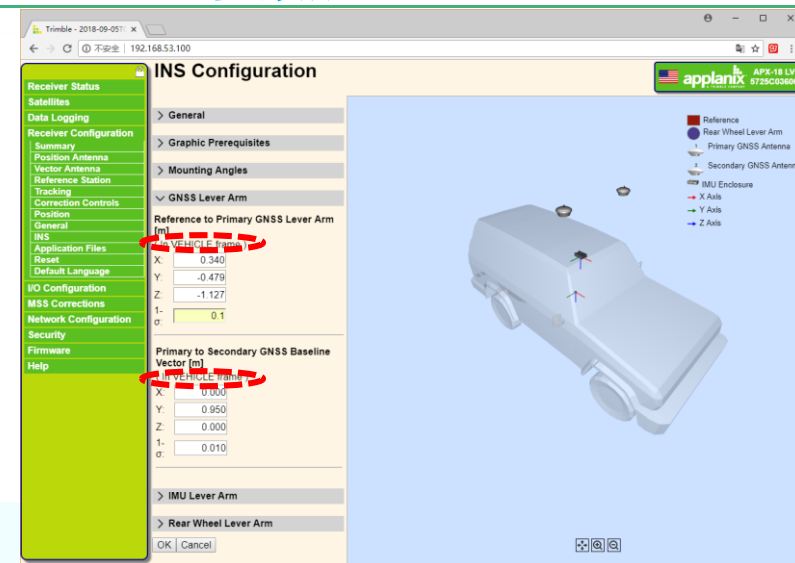 Trimble - 2018-09-05T
不安全 | 192.168.53.100
INS Configuration
applanix
APX-18 LV
5725C0360
Receiver Status
Satellites
Data Logging
Receiver Configuration
Summary
Position Antenna
Vector Antenna
Reference Station
Tracking
Correction Controls
Position
General
INS
Application Files
Reset
Default Language
I/O Configuration
MSS Corrections
Network Configuration
Security
Firmware
Help
General
Graphic Prerequisites
Mounting Angles
GNSS Lever Arm
Reference to Primary GNSS Lever Arm
[m]
( In VEHICLE frame )
X: 0.340
Y: -0.479
Z: -1.127
1-
σ: 0.1
Primary to Secondary GNSS Baseline
Vector [m]
( In VEHICLE frame )
X: 0.000
Y: 0.950
Z: 0.000
1-
σ: 0.010
IMU Lever Arm
Rear Wheel Lever Arm
OK Cancel
Reference
Rear Wheel Lever Arm
1 Primary GNSS Antenna
2 Secondary GNSS Antenn
IMU Enclosure
X Axis
Y Axis
Z Axis